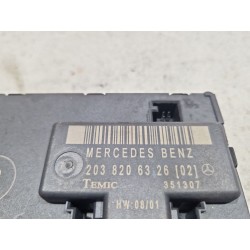 MERCEDES BENZ
203 820 63 26 [02]
TEMIC 351307
HW 08/01